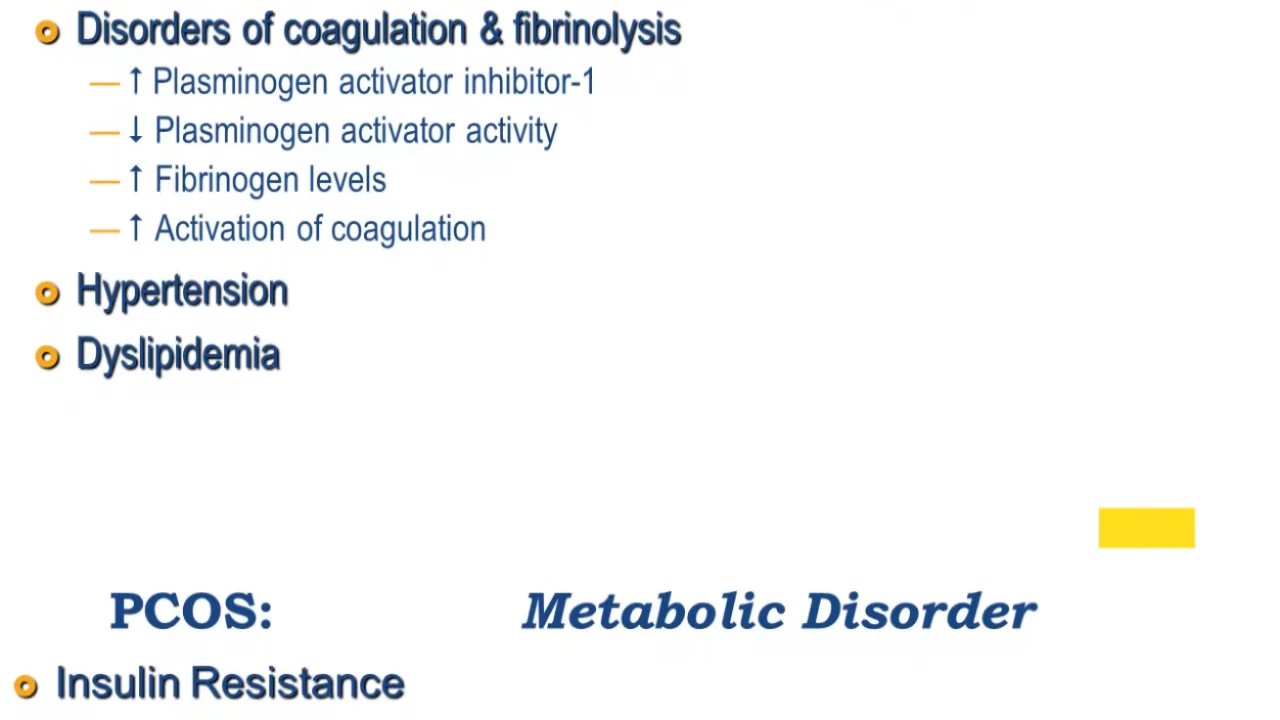 Disorders of coagulation & fibrinolysis
— ↑ Plasminogen activator inhibitor-1
— ↓ Plasminogen activator activity
— ↑ Fibrinogen levels
— ↑ Activation of coagulation
Hypertension
Dyslipidemia
PCOS: Metabolic Disorder
Insulin Resistance